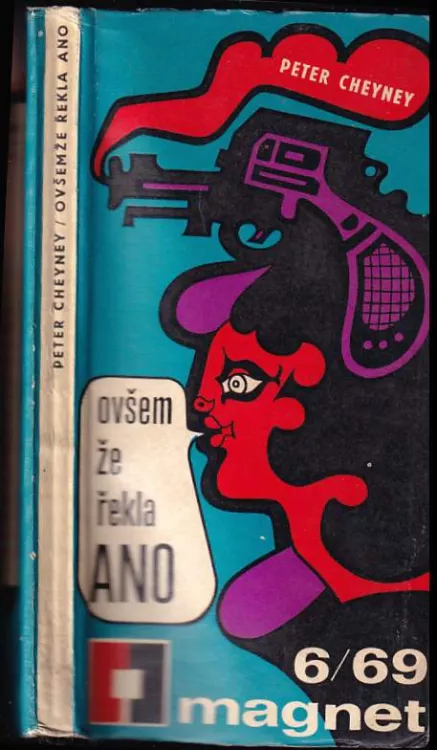 PETER CHEYNEY / OVŠEMŽE ŘEKLA ANO
PETER CHEYNEY
ovšem
že
řekla
ANO
6/69
magnet